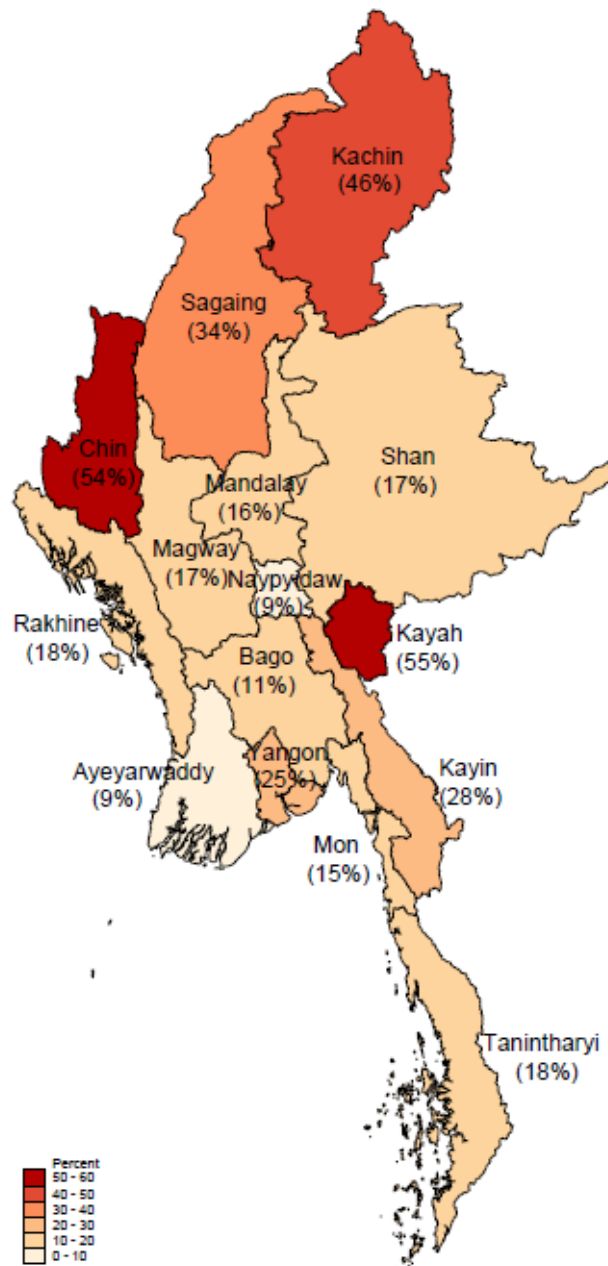 Kachin
(46%)
Sagaing
(34%)
Chin
(54%)
Shan
(17%)
Mandalay
(16%)
Magway
(17%)
Naypyidaw
(9%)
Rakhine
(18%)
Kayah
(55%)
Bago
(11%)
Ayeyarwaddy
(9%)
Yangon
(25%)
Kayin
(28%)
Mon
(15%)
Tanintharyi
(18%)
Percent
50 - 60
40 - 50
30 - 40
20 - 30
10 - 20
0 - 10